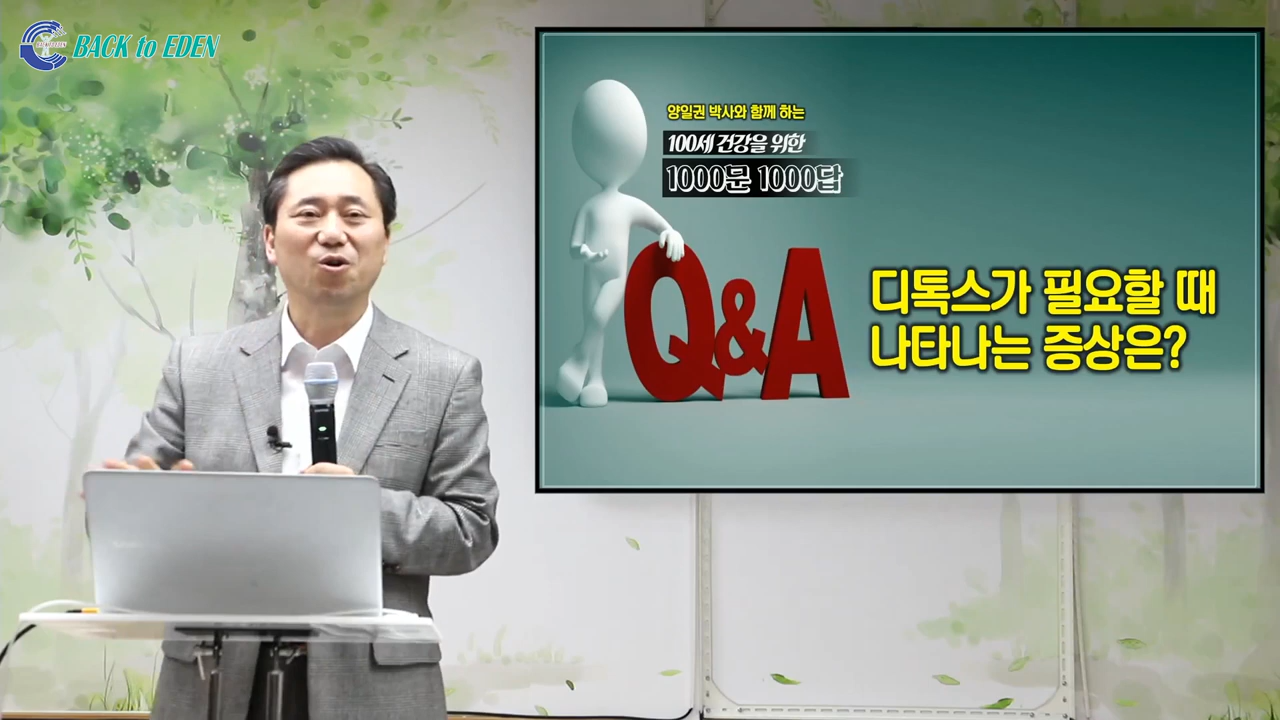 BACK to EDEN
양일권 박사와 함께 하는
100세 건강을 위한
1000문 1000답
Q&A
디톡스가 필요할 때
나타나는 증상은?